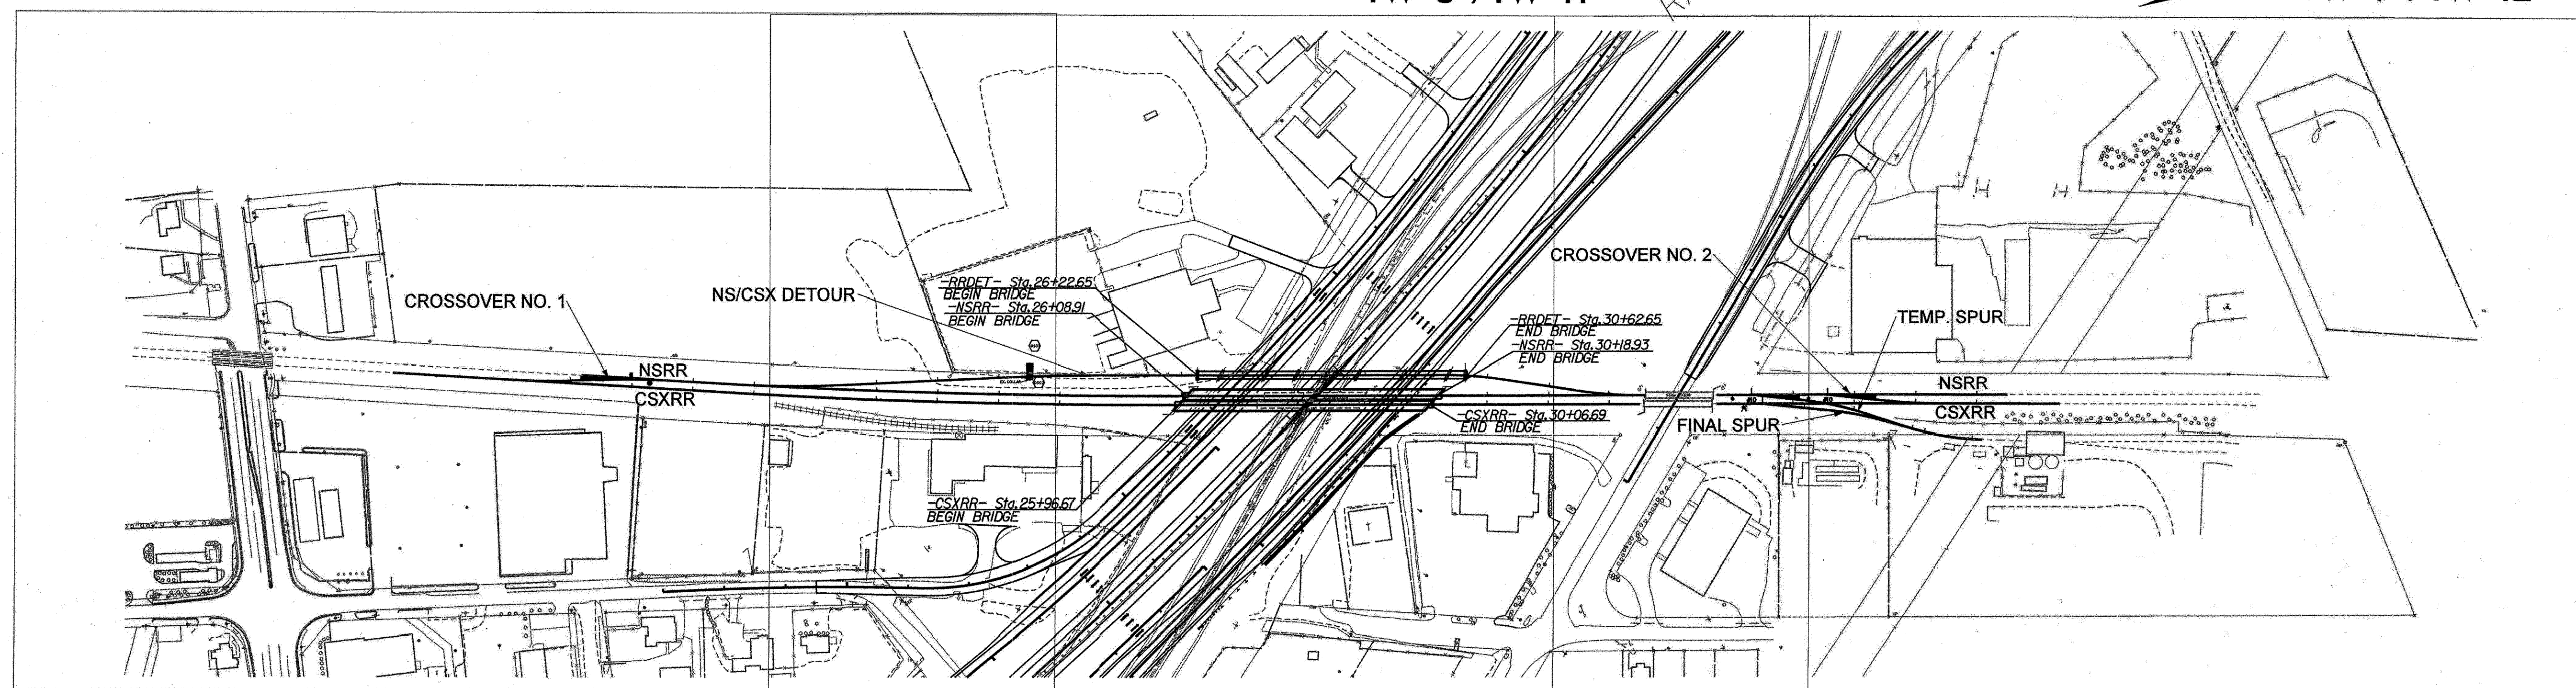 CROSSOVER NO. 1
NS/CSX DETOUR
-RRDET- Sta. 26+22.65
BEGIN BRIDGE
-NSRR- Sta. 26+08.91
BEGIN BRIDGE
CROSSOVER NO. 2
-RRDET- Sta. 30+62.65
END BRIDGE
-NSRR- Sta. 30+18.93
END BRIDGE
TEMP. SPUR
NSRR
CSXRR
NSRR
CSXRR
-CSXRR- Sta. 30+06.69
END BRIDGE
FINAL SPUR
-CSXRR- Sta. 25+96.67
BEGIN BRIDGE